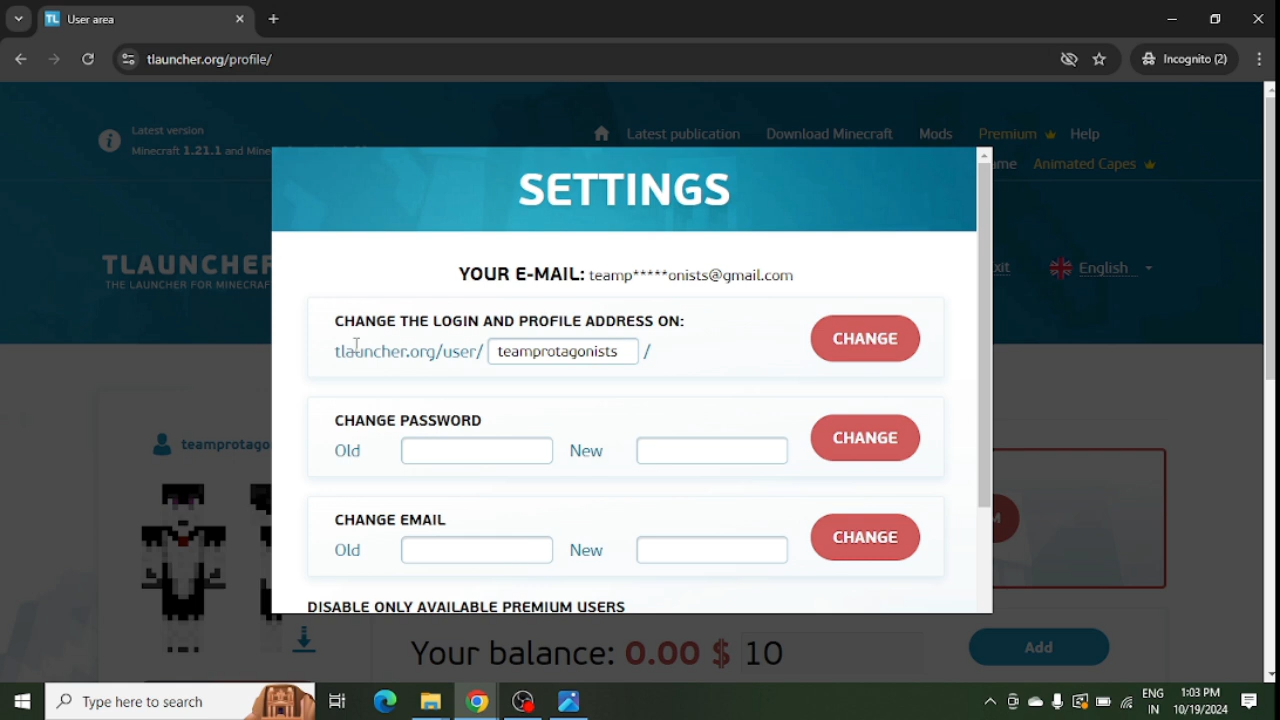 User area
tlauncher.org/profile/
Incognito (2)
Latest version
Minecraft 1.21.1 and
Latest publication
Download Minecraft
Mods
Premium
Help
Animated Capes
TLAUNCHER
THE LAUNCHER FOR MINECRAFT
English
SETTINGS
YOUR E-MAIL: teamp*****onists@gmail.com
CHANGE THE LOGIN AND PROFILE ADDRESS ON:
tlauncher.org/user/ teamprotagonists /
CHANGE
CHANGE PASSWORD
Old
New
CHANGE
CHANGE EMAIL
Old
New
CHANGE
DISABLE ONLY AVAILABLE PREMIUM USERS
teamprotago
Your balance: 0.00 $ 10
Add
Type here to search
ENG
IN
1:03 PM
10/19/2024